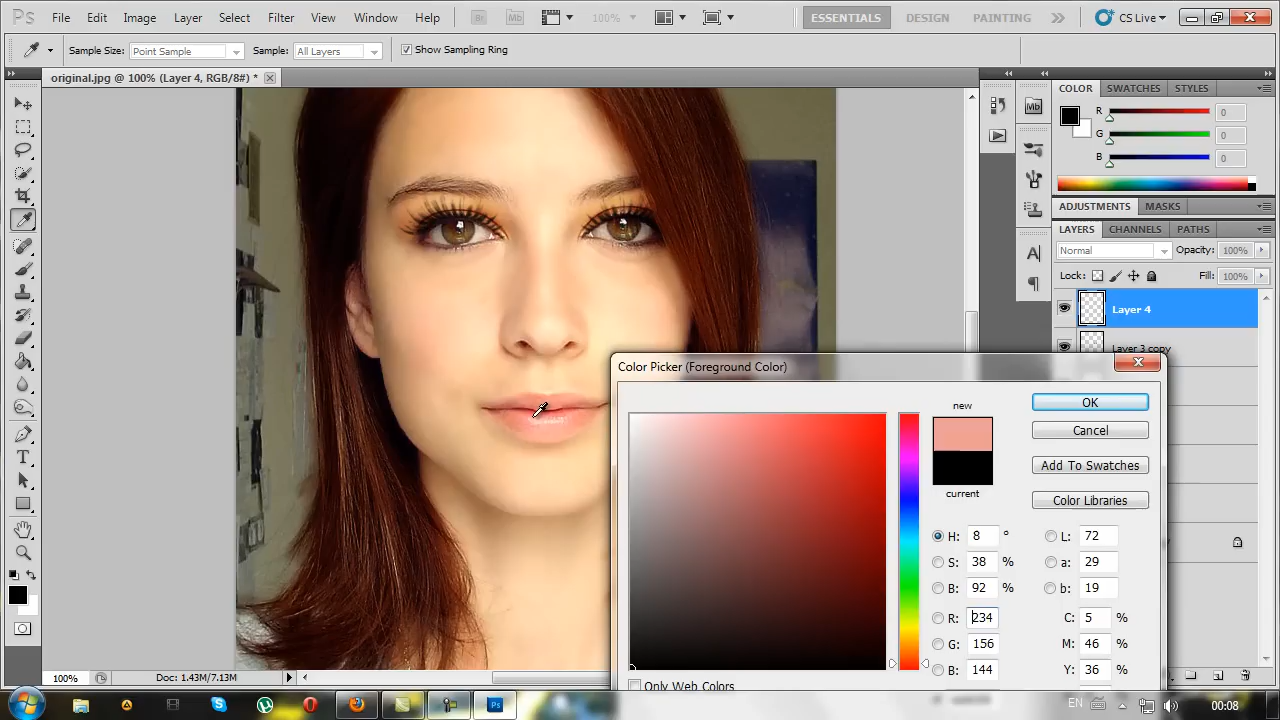 Ps File Edit Image Layer Select Filter View Window Help Br Mb 100% ESSENTIALS DESIGN PAINTING CS Live
Sample Size: Point Sample Sample: All Layers Show Sampling Ring
original.jpg @ 100% (Layer 4, RGB/8#) *
COLOR SWATCHES STYLES
R 0
G 0
B 0
Mb
ADJUSTMENTS MASKS
LAYERS CHANNELS PATHS
Normal Opacity: 100%
Lock: Fill: 100%
Layer 4
Layer 3 copy
Color Picker (Foreground Color)
new
current
OK
Cancel
Add To Swatches
Color Libraries
H: 8 ° L: 72
S: 38 % a: 29
B: 92 % b: 19
R: 234 C: 5 %
G: 156 M: 46 %
B: 144 Y: 36 %
Only Web Colors
100% Doc: 1.43M/7.13M
Ps EN 00:08